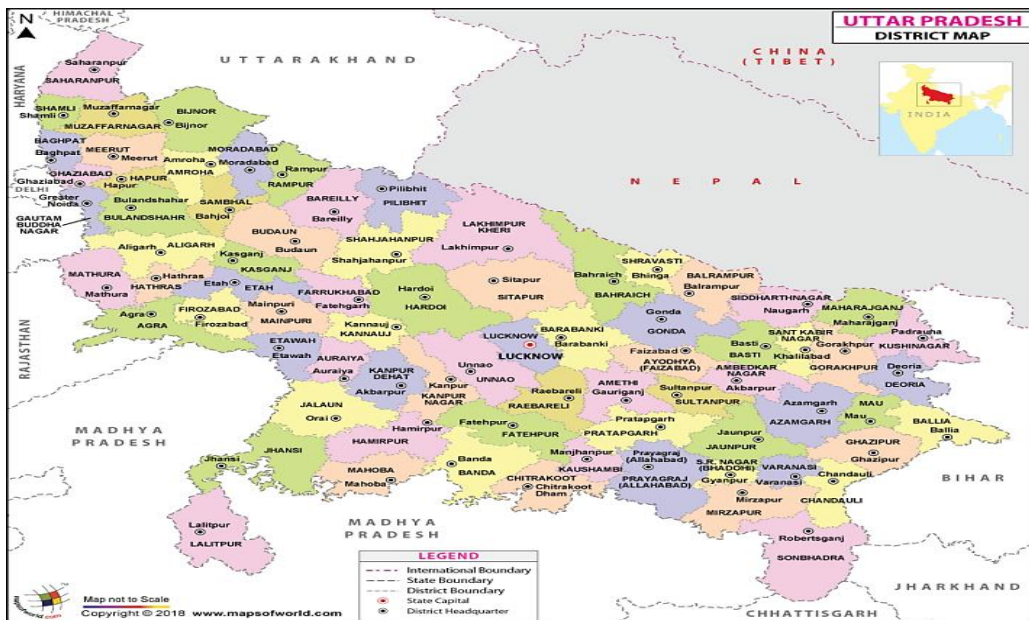 HIMACHAL
PRADESH
N
UTTAR PRADESH
DISTRICT MAP
UTTARAKHAND
CHINA
(TIBET)
HARYANA
INDIA
NEPAL
DELHI
RAJASTHAN
Saharanpur
SAHARANPUR
SHAMLI
Shamli
Muzaffarnagar
MUZAFFARNAGAR
BIJNOR
Bijnor
BAGHPAT
Baghpat
MEERUT
Meerut
Amroha
AMROHA
MORADABAD
Moradabad
Rampur
RAMPUR
GHAZIABAD
Ghaziabad
HAPUR
Hapur
Greater
Noida
GAUTAM
BUDDHA
NAGAR
Bulandshahar
BULANDSHAHR
SAMBHAL
Bahjoi
BAREILLY
Bareilly
Pilibhit
PILIBHIT
LAKHIMPUR
KHERI
Lakhimpur
BUDAUN
Budaun
SHAHJAHANPUR
Shahjahanpur
Aligarh
ALIGARH
Kasganj
KASGANJ
MATHURA
Mathura
Hathras
HATHRAS
Etah
ETAH
FARRUKHABAD
Fatehgarh
Hardoi
HARDOI
Sitapur
SITAPUR
Bahraich
BAHRAICH
SHRAVASTI
Bhinga
BALRAMPUR
Balrampur
SIDDHARTHNAGAR
Naugarh
MAHARAJGANJ
Maharajganj
Agra
AGRA
FIROZABAD
Firozabad
Mainpuri
MAINPURI
Kannauj
KANNAUJ
LUCKNOW
LUCKNOW
BARABANKI
Barabanki
Gonda
GONDA
Basti
BASTI
SANT KABIR
NAGAR
Khalilabad
Gorakhpur
GORAKHPUR
Padrauha
KUSHINAGAR
ETAWAH
Etawah
AURAIYA
Auraiya
KANPUR
DEHAT
Akbarpur
Kanpur
KANPUR
NAGAR
Unnao
UNNAO
Raebareli
RAEBARELI
AMETHI
Gauriganj
Faizabad
AYODHYA
(FAIZABAD)
Sultanpur
SULTANPUR
AMBEDKAR
NAGAR
Akbarpur
Deoria
DEORIA
Azamgarh
AZAMGARH
MAU
Mau
BALLIA
Ballia
JALAUN
Orai
Hamirpur
HAMIRPUR
Fatehpur
FATEHPUR
Pratapgarh
PRATAPGARH
Jaunpur
JAUNPUR
GHAZIPUR
Ghazipur
MADHYA
PRADESH
Jhansi
JHANSI
MAHOBA
Mahoba
Banda
BANDA
Manjhanpur
KAUSHAMBI
CHITRAKOOT
Chitrakoot
Dham
Prayagraj
(Allahabad)
PRAYAGRAJ
(ALLAHABAD)
S.R. NAGAR
(BHADOHI)
Gyanpur
VARANASI
Varanasi
Chandauli
CHANDAULI
Mirzapur
MIRZAPUR
BIHAR
Lalitpur
LALITPUR
MADHYA
PRADESH
Robertsganj
SONBHADRA
JHARKHAND
CHHATTISGARH
LEGEND
International Boundary
State Boundary
District Boundary
State Capital
District Headquarter
mapsofworld.com
Map not to Scale
Copyright © 2018 www.mapsofworld.com